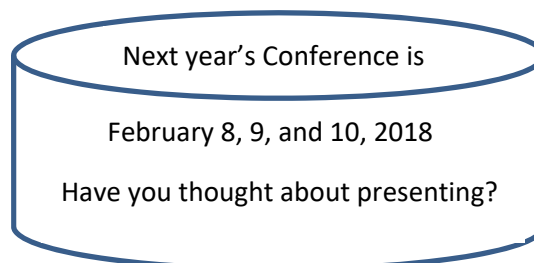 Next year’s Conference is
February 8, 9, and 10, 2018
Have you thought about presenting?